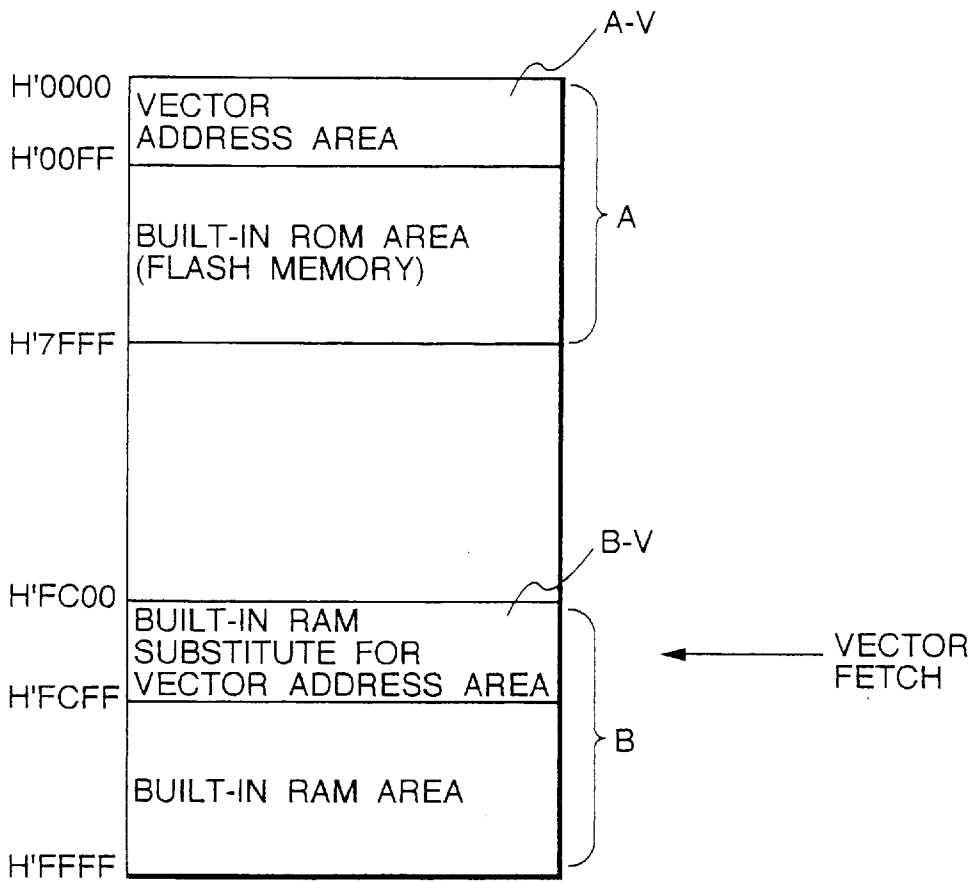 A-V
H'0000
VECTOR
ADDRESS AREA
H'00FF
A
BUILT-IN ROM AREA
(FLASH MEMORY)
H'7FFF
B-V
H'FC00
BUILT-IN RAM
SUBSTITUTE FOR
VECTOR ADDRESS AREA
H'FCFF
VECTOR
FETCH
B
BUILT-IN RAM AREA
H'FFFF